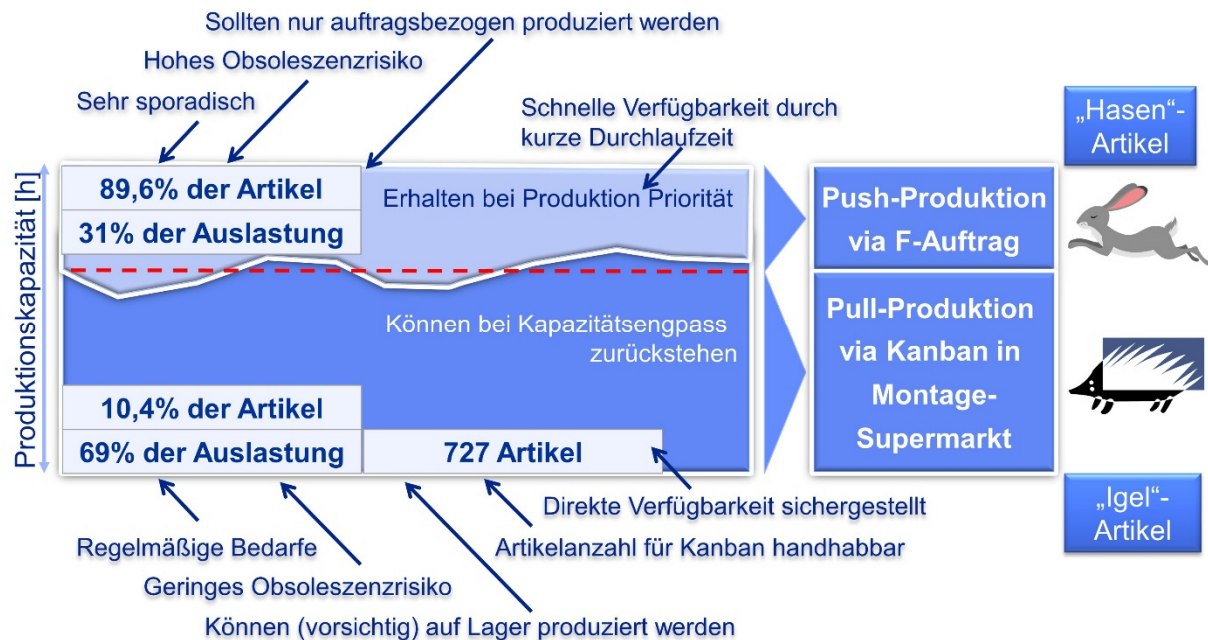 Sollten nur auftragsbezogen produziert werden
Hohes Obsoleszenzrisiko
Sehr sporadisch
Schnelle Verfügbarkeit durch
kurze Durchlaufzeit
„Hasen“-
Artikel
Produktionskapazität [h]
89,6% der Artikel
31% der Auslastung
Erhalten bei Produktion Priorität
Push-Produktion
via F-Auftrag
Können bei Kapazitätsengpass
zurückstehen
Pull-Produktion
via Kanban in
Montage-
Supermarkt
10,4% der Artikel
69% der Auslastung
727 Artikel
„Igel“-
Artikel
Direkte Verfügbarkeit sichergestellt
Regelmäßige Bedarfe
Artikelanzahl für Kanban handhabbar
Geringes Obsoleszenzrisiko
Können (vorsichtig) auf Lager produziert werden